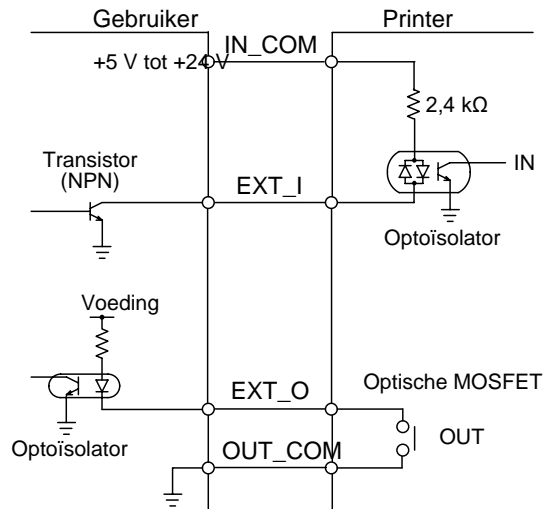 Gebruiker
Printer
IN_COM
+5 V tot +24 V
2,4 kΩ
Transistor
(NPN)
IN
EXT_I
Optoïsolator
Voeding
EXT_O
Optische MOSFET
OUT
Optoïsolator
OUT_COM